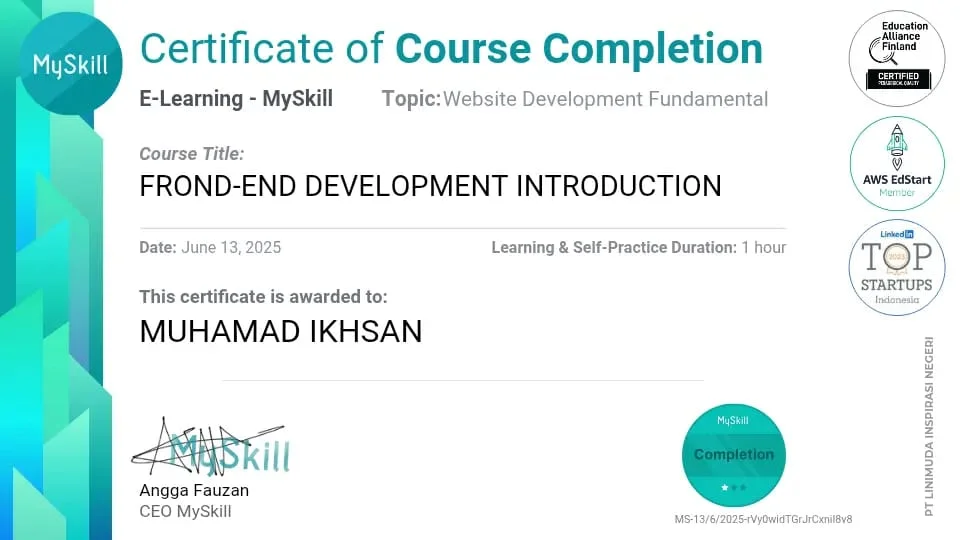 MySkill
Certificate of Course Completion
E-Learning - MySkill Topic: Website Development Fundamental
Course Title:
FROND-END DEVELOPMENT INTRODUCTION
Date: June 13, 2025 Learning & Self-Practice Duration: 1 hour
This certificate is awarded to:
MUHAMAD IKHSAN
MySkill
Angga Fauzan
CEO MySkill
MySkill
Completion
MS-13/6/2025-rVy0widTGrJrCxnil8v8
Education
Alliance
Finland
CERTIFIED
PEDAGOGICAL QUALITY
AWS EdStart
Member
LinkedIn
TOP
2023
STARTUPS
Indonesia
PT LINIMUDA INSPIRASI NEGERI